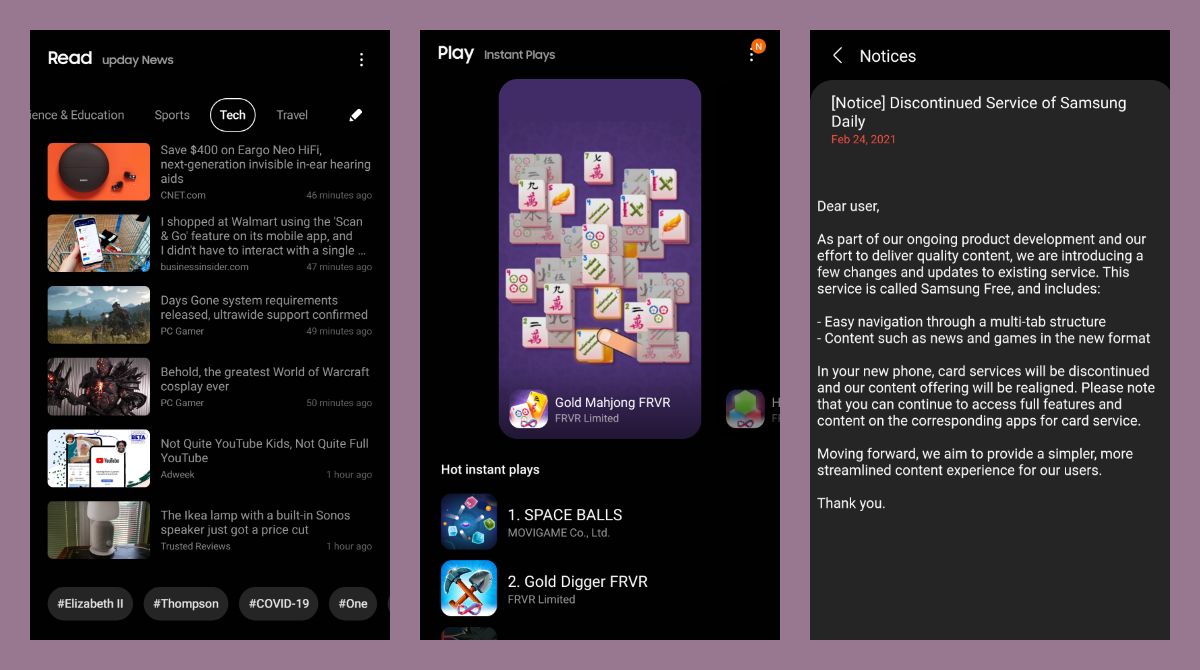 Read upday News
ience & Education Sports Tech Travel
Save $400 on Eargo Neo HiFi,
next-generation invisible in-ear hearing
aids
CNET.com 46 minutes ago
I shopped at Walmart using the 'Scan
& Go' feature on its mobile app, and
I didn't have to interact with a single ...
businessinsider.com 47 minutes ago
Days Gone system requirements
released, ultrawide support confirmed
PC Gamer 49 minutes ago
Behold, the greatest World of Warcraft
cosplay ever
PC Gamer 50 minutes ago
BETA
YouTube
Not Quite YouTube Kids, Not Quite Full
YouTube
Adweek 1 hour ago
The Ikea lamp with a built-in Sonos
speaker just got a price cut
Trusted Reviews 1 hour ago
#Elizabeth II #Thompson #COVID-19 #One
Play Instant Plays
N
Gold Mahjong FRVR
FRVR Limited
H
F
Hot instant plays
1. SPACE BALLS
MOVIGAME Co., Ltd.
2. Gold Digger FRVR
FRVR Limited
Notices
[Notice] Discontinued Service of Samsung
Daily
Feb 24, 2021
Dear user,
As part of our ongoing product development and our
effort to deliver quality content, we are introducing a
few changes and updates to existing service. This
service is called Samsung Free, and includes:
- Easy navigation through a multi-tab structure
- Content such as news and games in the new format
In your new phone, card services will be discontinued
and our content offering will be realigned. Please note
that you can continue to access full features and
content on the corresponding apps for card service.
Moving forward, we aim to provide a simpler, more
streamlined content experience for our users.
Thank you.